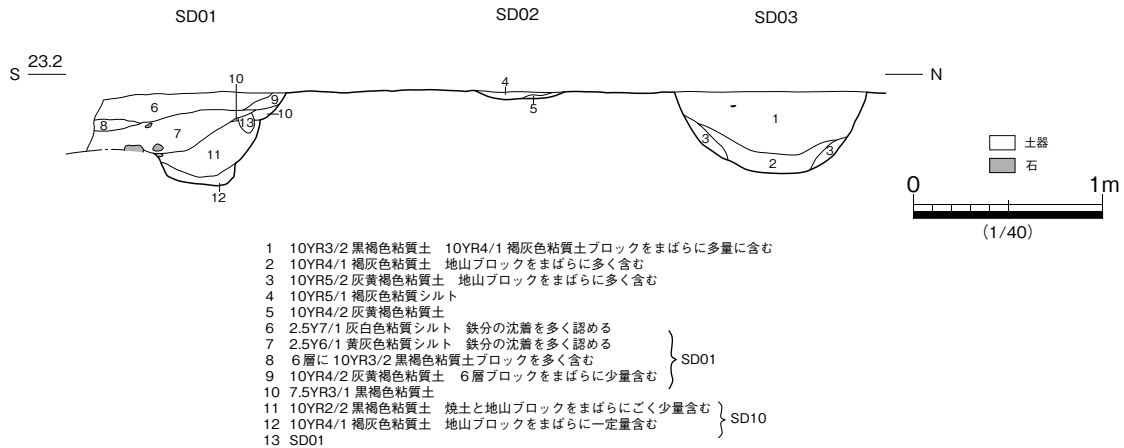 SD01 SD02 SD03
S 23.2 N
10 4
6 9 10 5
8 7 13 1
11 3 2 3
12
土器
石
0 1m
(1/40)
1 10YR3/2 黒褐色粘質土 10YR4/1 褐灰色粘質土ブロックをまばらに多量に含む
2 10YR4/1 褐灰色粘質土 地山ブロックをまばらに多く含む
3 10YR5/2 灰黄褐色粘質土 地山ブロックをまばらに多く含む
4 10YR5/1 褐灰色粘質シルト
5 10YR4/2 灰黄褐色粘質土
6 2.5Y7/1 灰白色粘質シルト 鉄分の沈着を多く認める
7 2.5Y6/1 黄灰色粘質シルト 鉄分の沈着を多く認める
8 6層に 10YR3/2 黒褐色粘質土ブロックを多く含む
9 10YR4/2 灰黄褐色粘質土 6層ブロックをまばらに少量含む
SD01
10 7.5YR3/1 黒褐色粘質土
11 10YR2/2 黒褐色粘質土 焼土と地山ブロックをまばらにごく少量含む
12 10YR4/1 褐灰色粘質土 地山ブロックをまばらに一定量含む
SD10
13 SD01